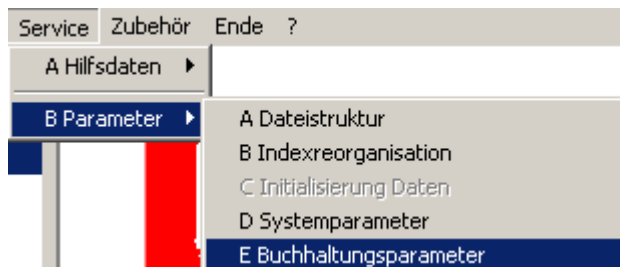 Service Zubehör Ende ?
A Hilfsdaten
B Parameter
A Dateistruktur
B Indexreorganisation
C Initialisierung Daten
D Systemparameter
E Buchhaltungsparameter